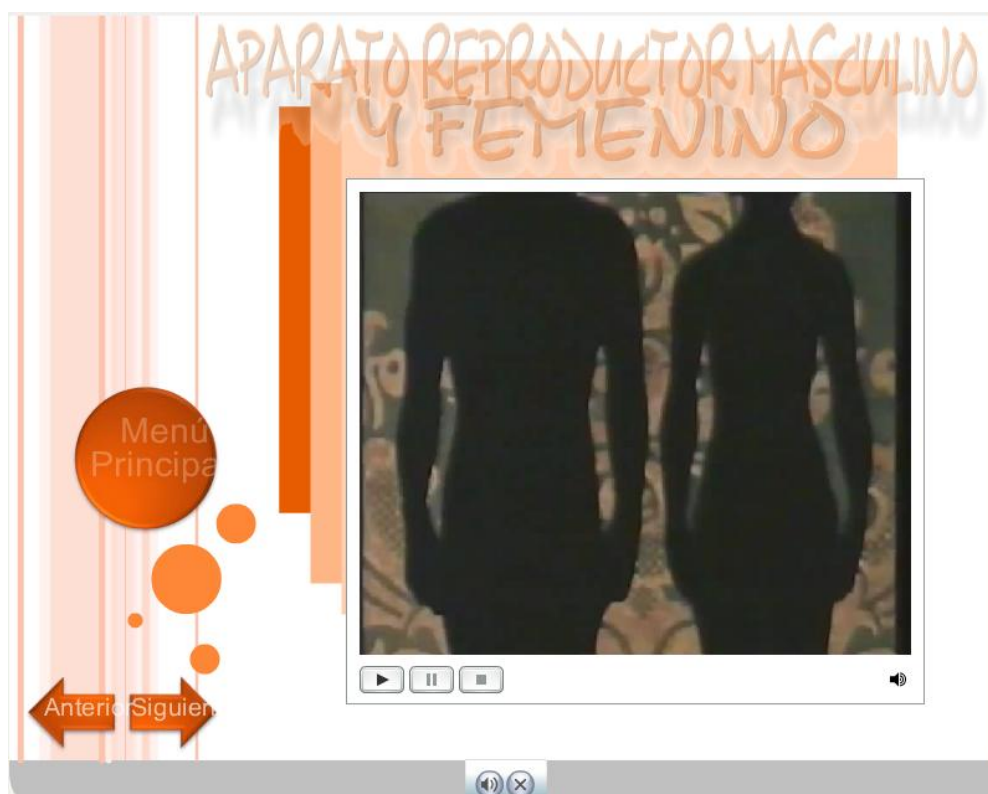 APARATO REPRODUCTOR MASCULINO
Y FEMENINO
Menú
Principa
Anterior
Siguien